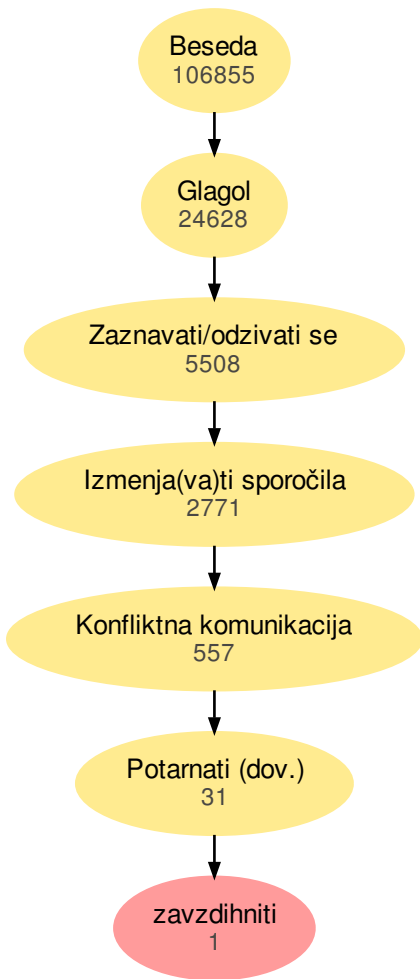 Beseda
106855
Glagol
24628
Zaznavati/odzivati se
5508
Izmenja(va)ti sporočila
2771
Konfliktna komunikacija
557
Potarnati (dov.)
31
zavzdihniti
1